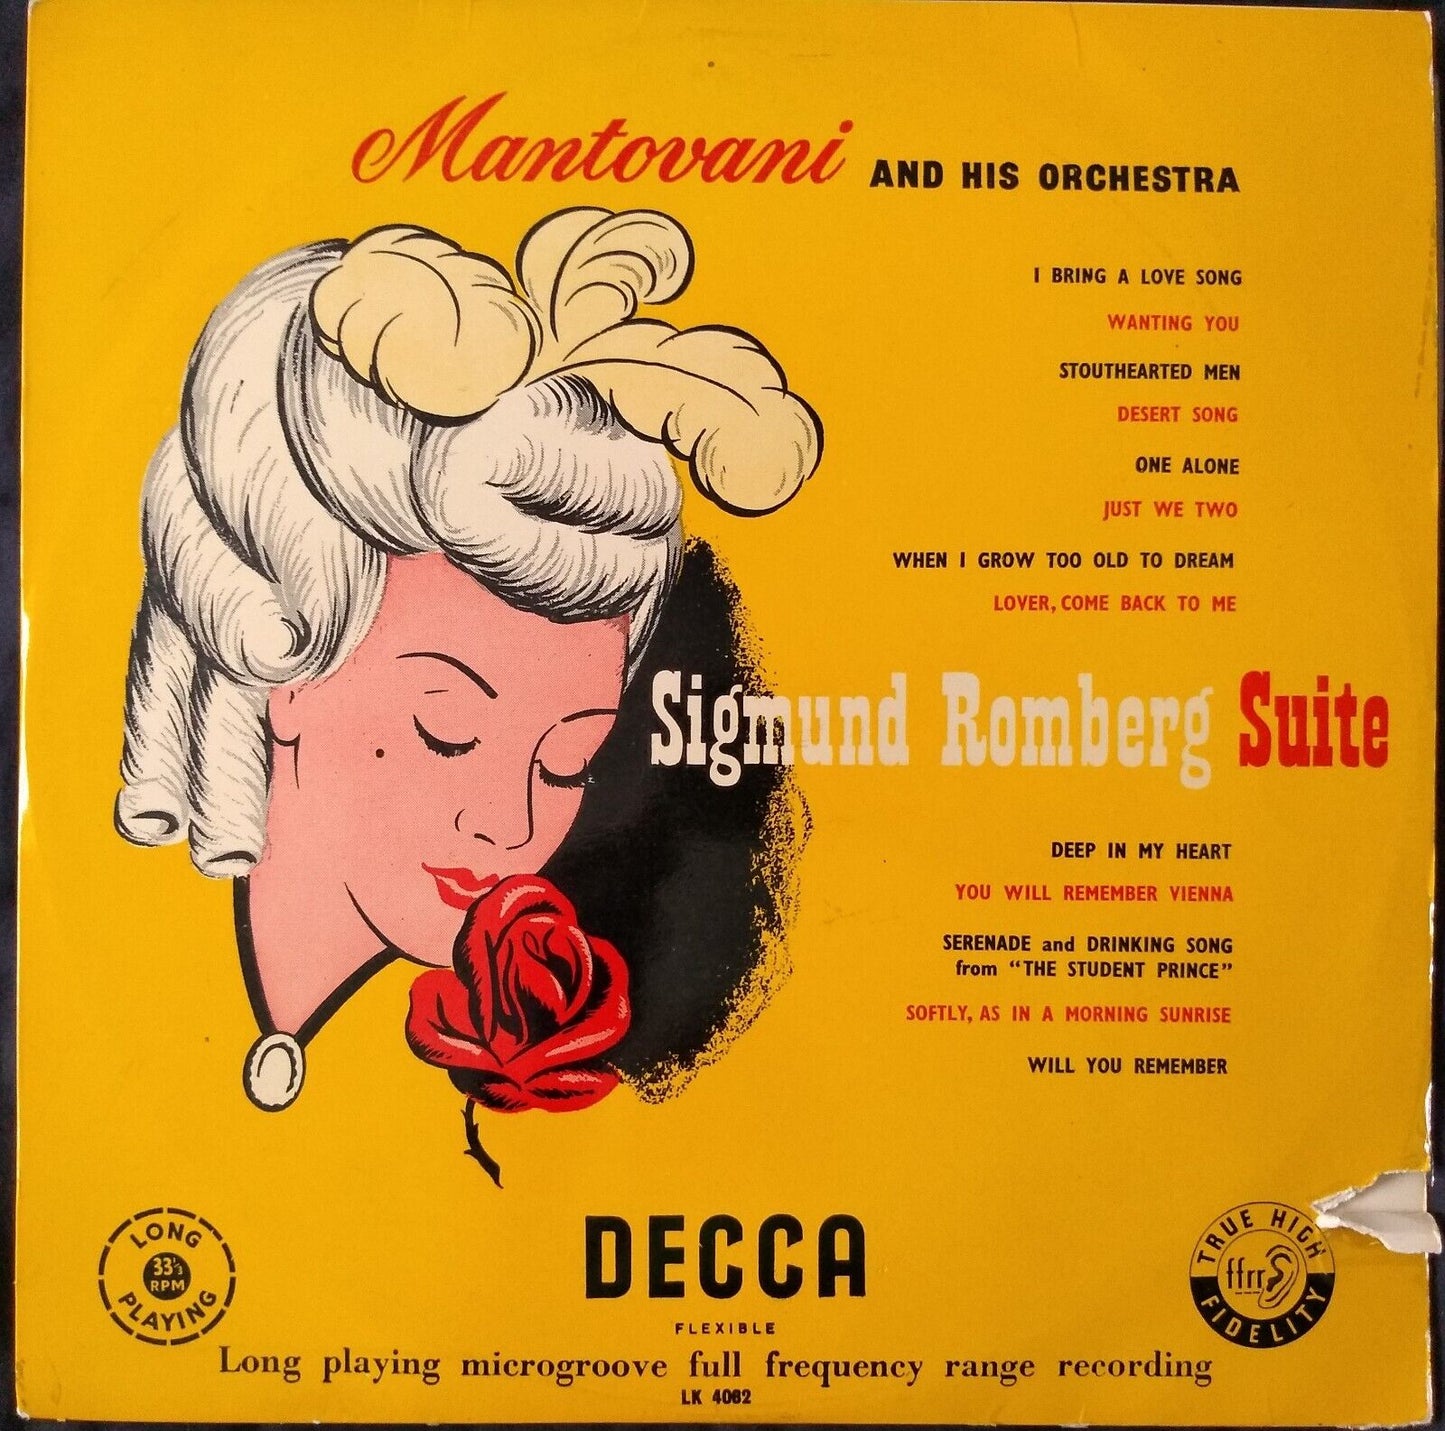 Mantovani AND HIS ORCHESTRA
I BRING A LOVE SONG
WANTING YOU
STOUTHEARTED MEN
DESERT SONG
ONE ALONE
JUST WE TWO
WHEN I GROW TOO OLD TO DREAM
LOVER, COME BACK TO ME
Sigmund Romberg Suite
DEEP IN MY HEART
YOU WILL REMEMBER VIENNA
SERENADE and DRINKING SONG
from "THE STUDENT PRINCE"
SOFTLY, AS IN A MORNING SUNRISE
WILL YOU REMEMBER
LONG
33⅓
RPM
PLAYING
DECCA
FLEXIBLE
TRUE HIGH
ffrr
FIDELITY
Long playing microgroove full frequency range recording
LK 4062